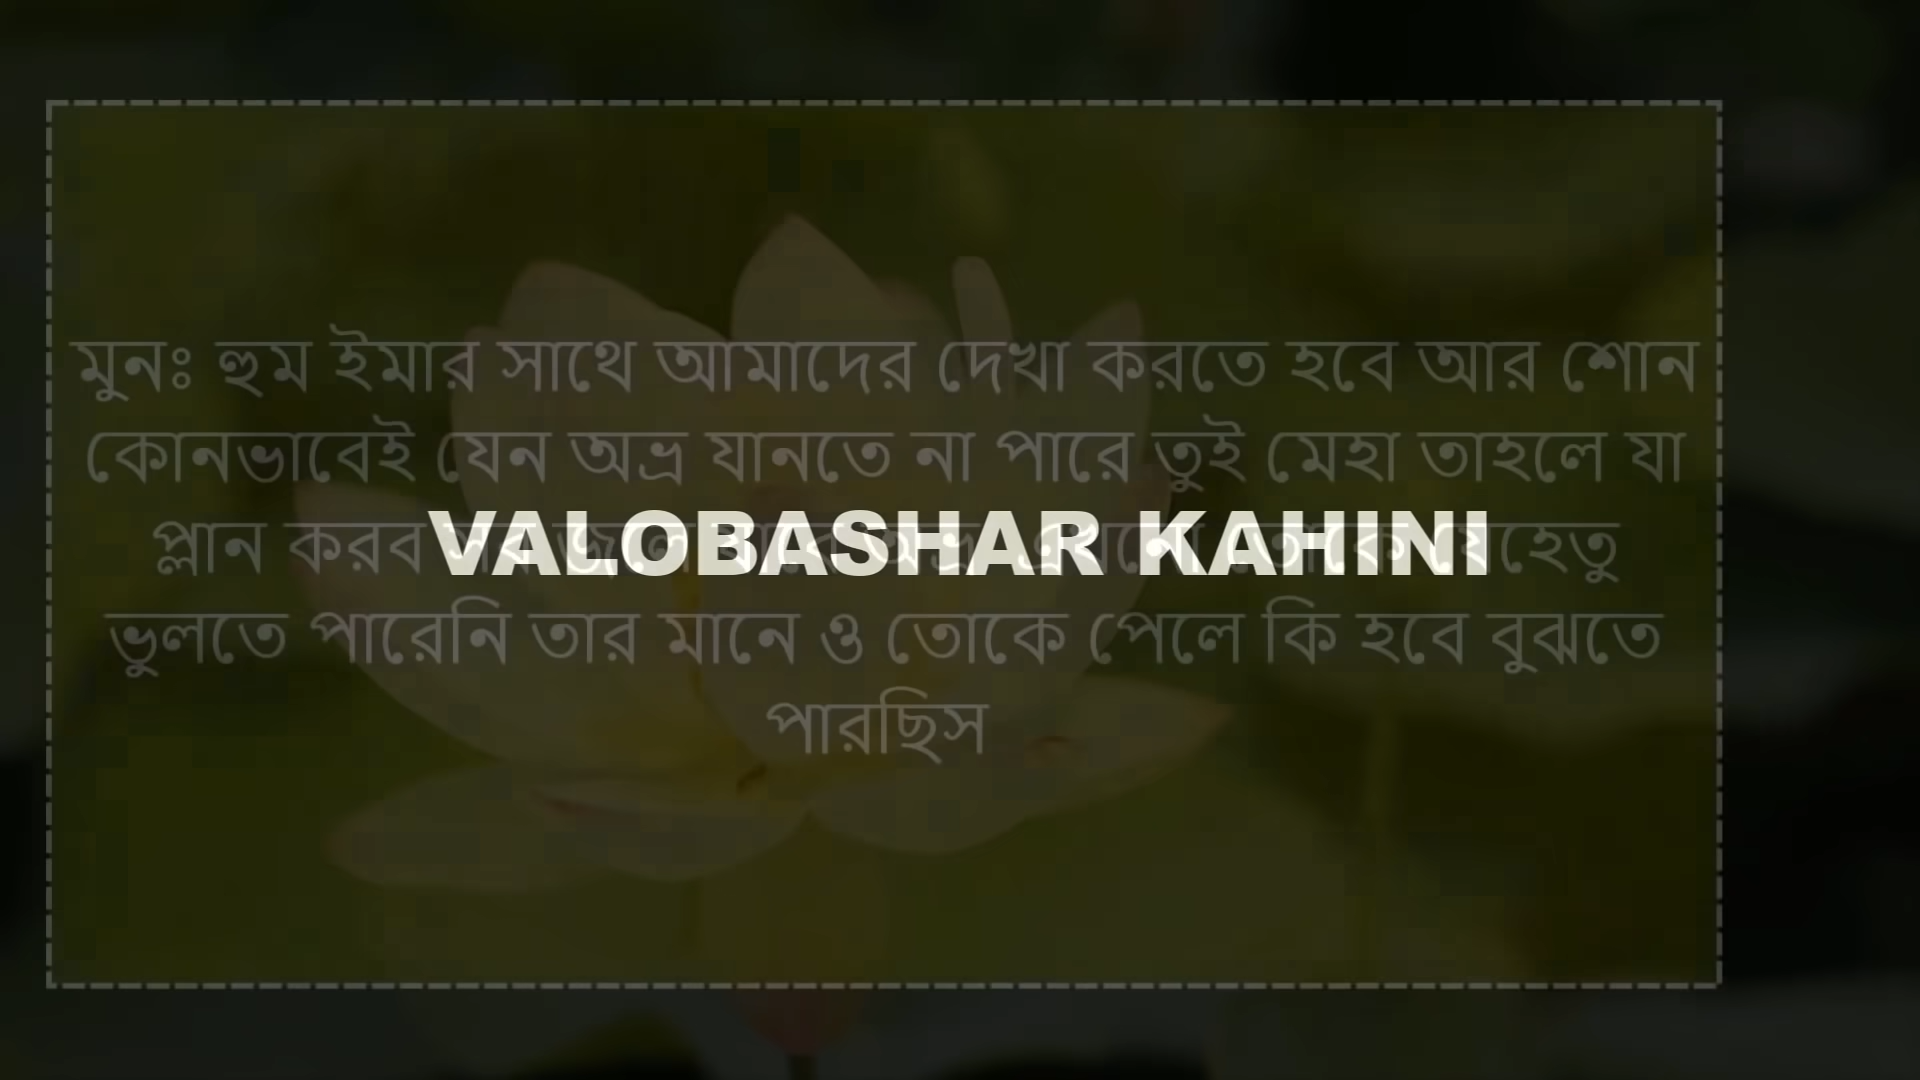 মুনঃ হুম ইমার সাথে আমাদের দেখা করতে হবে আর শোন
কোনভাবেই যেন অভ্র যানতে না পারে তুই মেহা তাহলে যা
প্লান করব
VALOBASHAR KAHINI
ভুলতে পারেনি তার মানে ও তোকে পেলে কি হবে বুঝতে
পারছিস